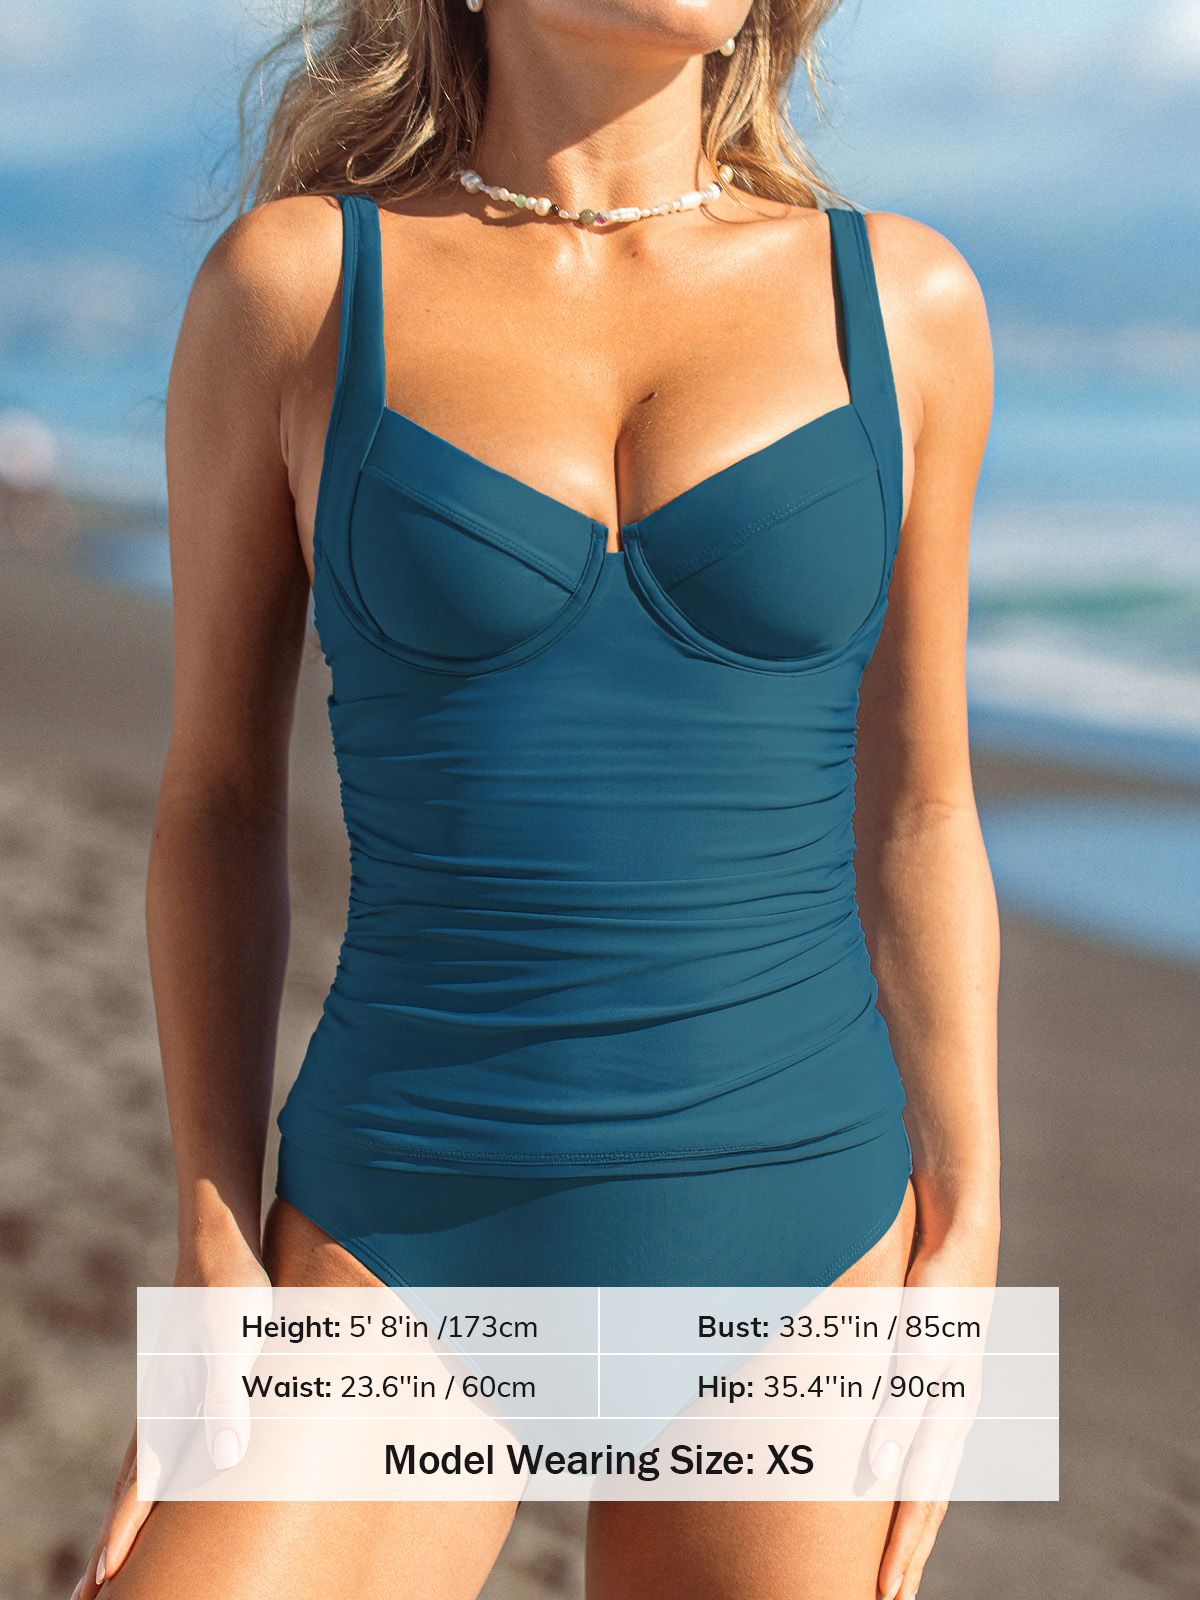 Height: 5' 8'in /173cm
Bust: 33.5''in / 85cm
Waist: 23.6''in / 60cm
Hip: 35.4''in / 90cm
Model Wearing Size: XS